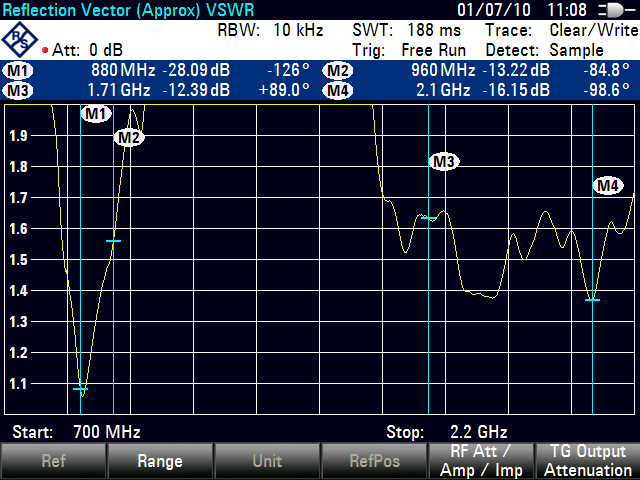 Reflection Vector (Approx) VSWR 01/07/10 11:08
RBW: 10 kHz SWT: 188 ms Trace: Clear/Write
Att: 0 dB Trig: Free Run Detect: Sample
M1 880 MHz -28.09 dB -126° M2 960 MHz -13.22 dB -84.8°
M3 1.71 GHz -12.39 dB +89.0° M4 2.1 GHz -16.15 dB -98.6°
M1
1.9
M2
1.8
M3
1.7
M4
1.6
1.5
1.4
1.3
1.2
1.1
Start: 700 MHz Stop: 2.2 GHz
Ref Range Unit RefPos RF Att / Amp / Imp TG Output Attenuation